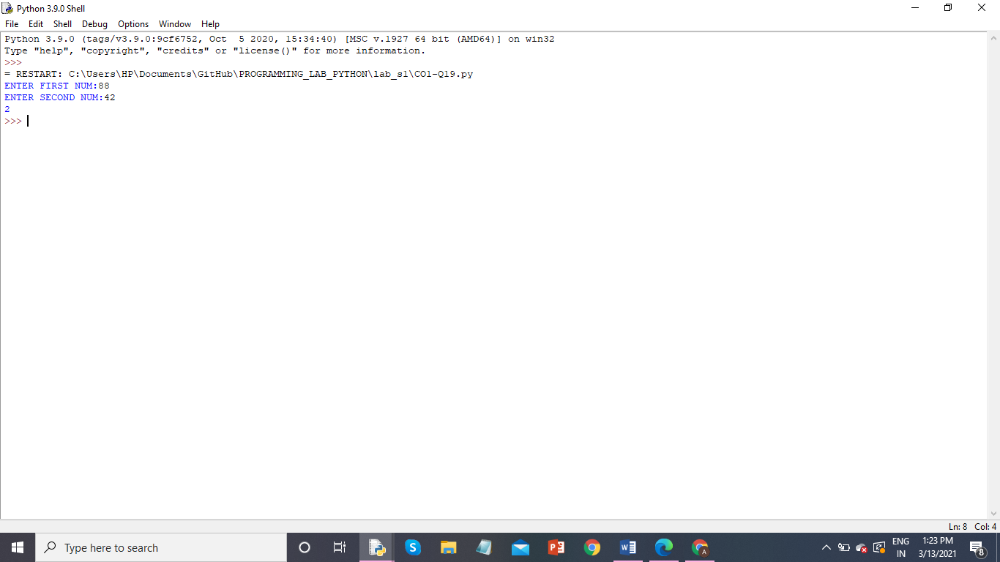 Python 3.9.0 Shell
File Edit Shell Debug Options Window Help
Python 3.9.0 (tags/v3.9.0:9cf6752, Oct  5 2020, 15:34:40) [MSC v.1927 64 bit (AMD64)] on win32
Type "help", "copyright", "credits" or "license()" for more information.
>>>
= RESTART: C:\Users\HP\Documents\GitHub\PROGRAMMING_LAB_PYTHON\lab_s1\CO1-Q19.py
ENTER FIRST NUM:88
ENTER SECOND NUM:42
2
>>>
Ln: 8 Col: 4
Type here to search
ENG 1:23 PM
IN 3/13/2021
8